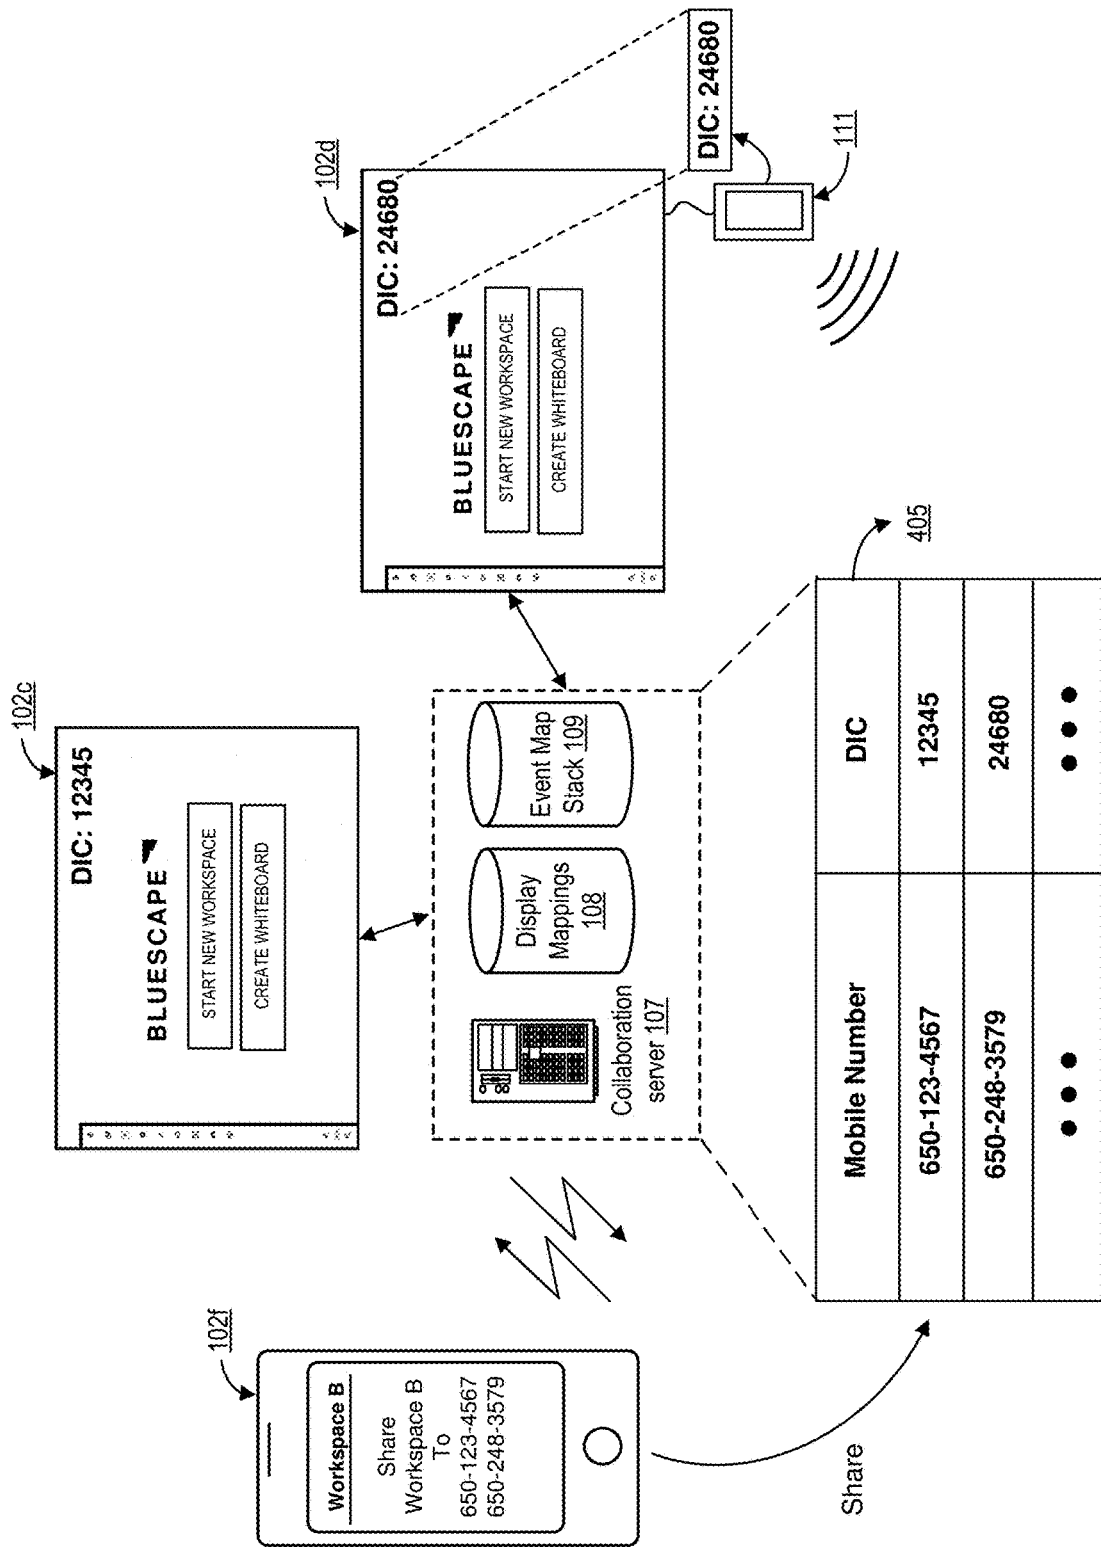 102f
Workspace B
Share
Workspace B
To
650-123-4567
650-248-3579
Share
102c
DIC: 12345
BLUESCAPE
START NEW WORKSPACE
CREATE WHITEBOARD
Collaboration
server 107
Display
Mappings
108
Event Map
Stack 109
102d
DIC: 24680
BLUESCAPE
START NEW WORKSPACE
CREATE WHITEBOARD
DIC: 24680
111
405
Mobile Number DIC
650-123-4567 12345
650-248-3579 24680